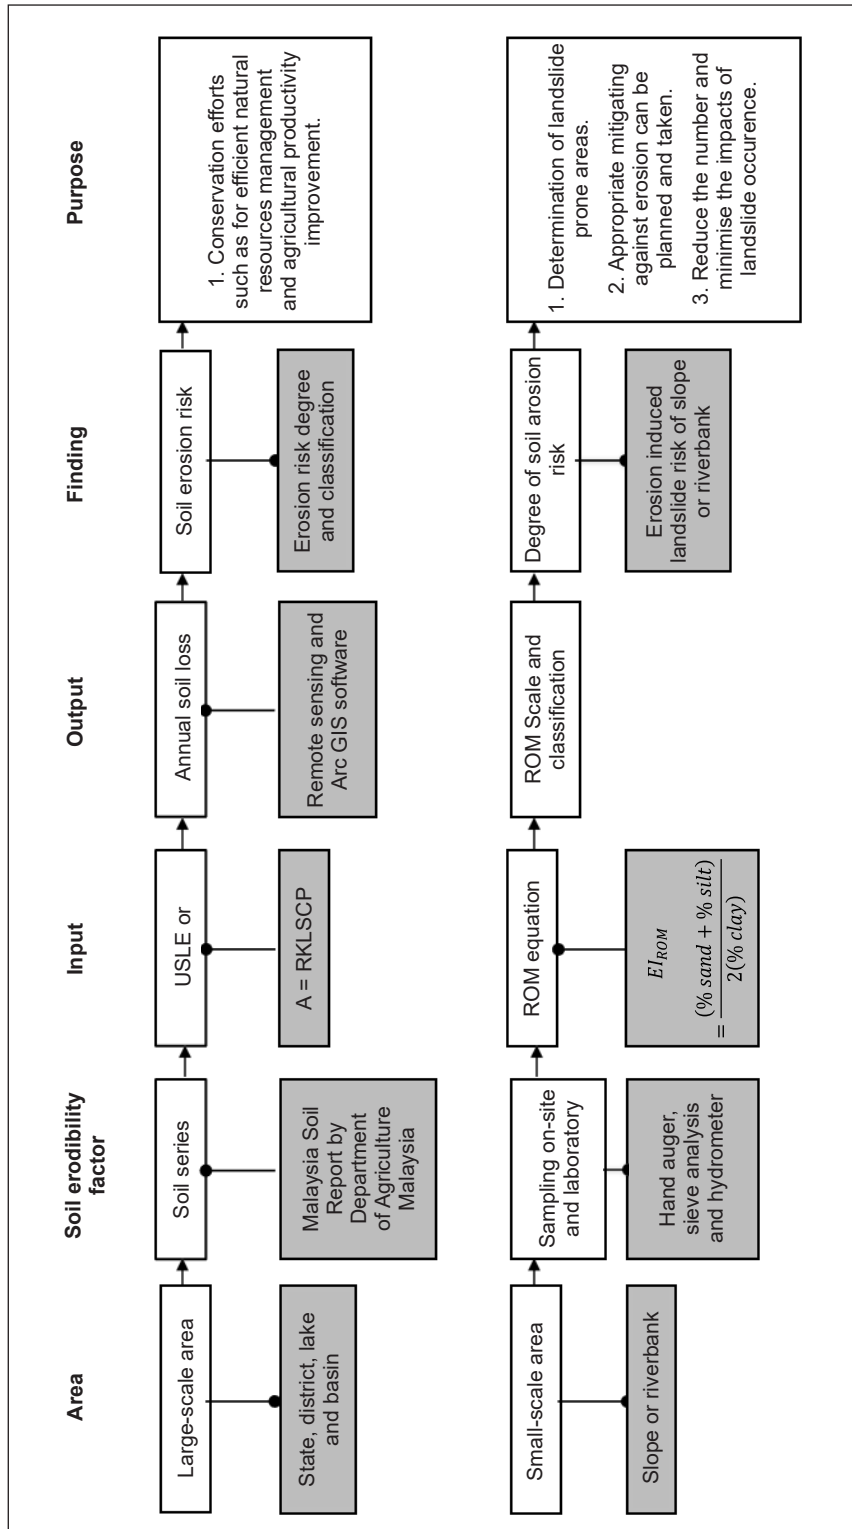 Area
Soil erodibility
factor
Input
Output
Finding
Purpose
Large-scale area
Soil series
USLE or
Annual soil loss
Soil erosion risk
1. Conservation efforts
such as for efficient natural
resources management
and agricultural productivity
improvement.
State, district, lake
and basin
Malaysia Soil
Report by
Department
of Agriculture
Malaysia
A = RKLSCP
Remote sensing and
Arc GIS software
Erosion risk degree
and classification
Small-scale area
Sampling on-site
and laboratory
ROM equation
ROM Scale and
classification
Degree of soil arosion
risk
1. Determination of landslide
prone areas.
2. Appropriate mitigating
against erosion can be
planned and taken.
3. Reduce the number and
minimise the impacts of
landslide occurence.
Slope or riverbank
Hand auger,
sieve analysis
and hydrometer
EI_ROM
= (% sand + % silt) / 2(% clay)
Erosion induced
landslide risk of slope
or riverbank